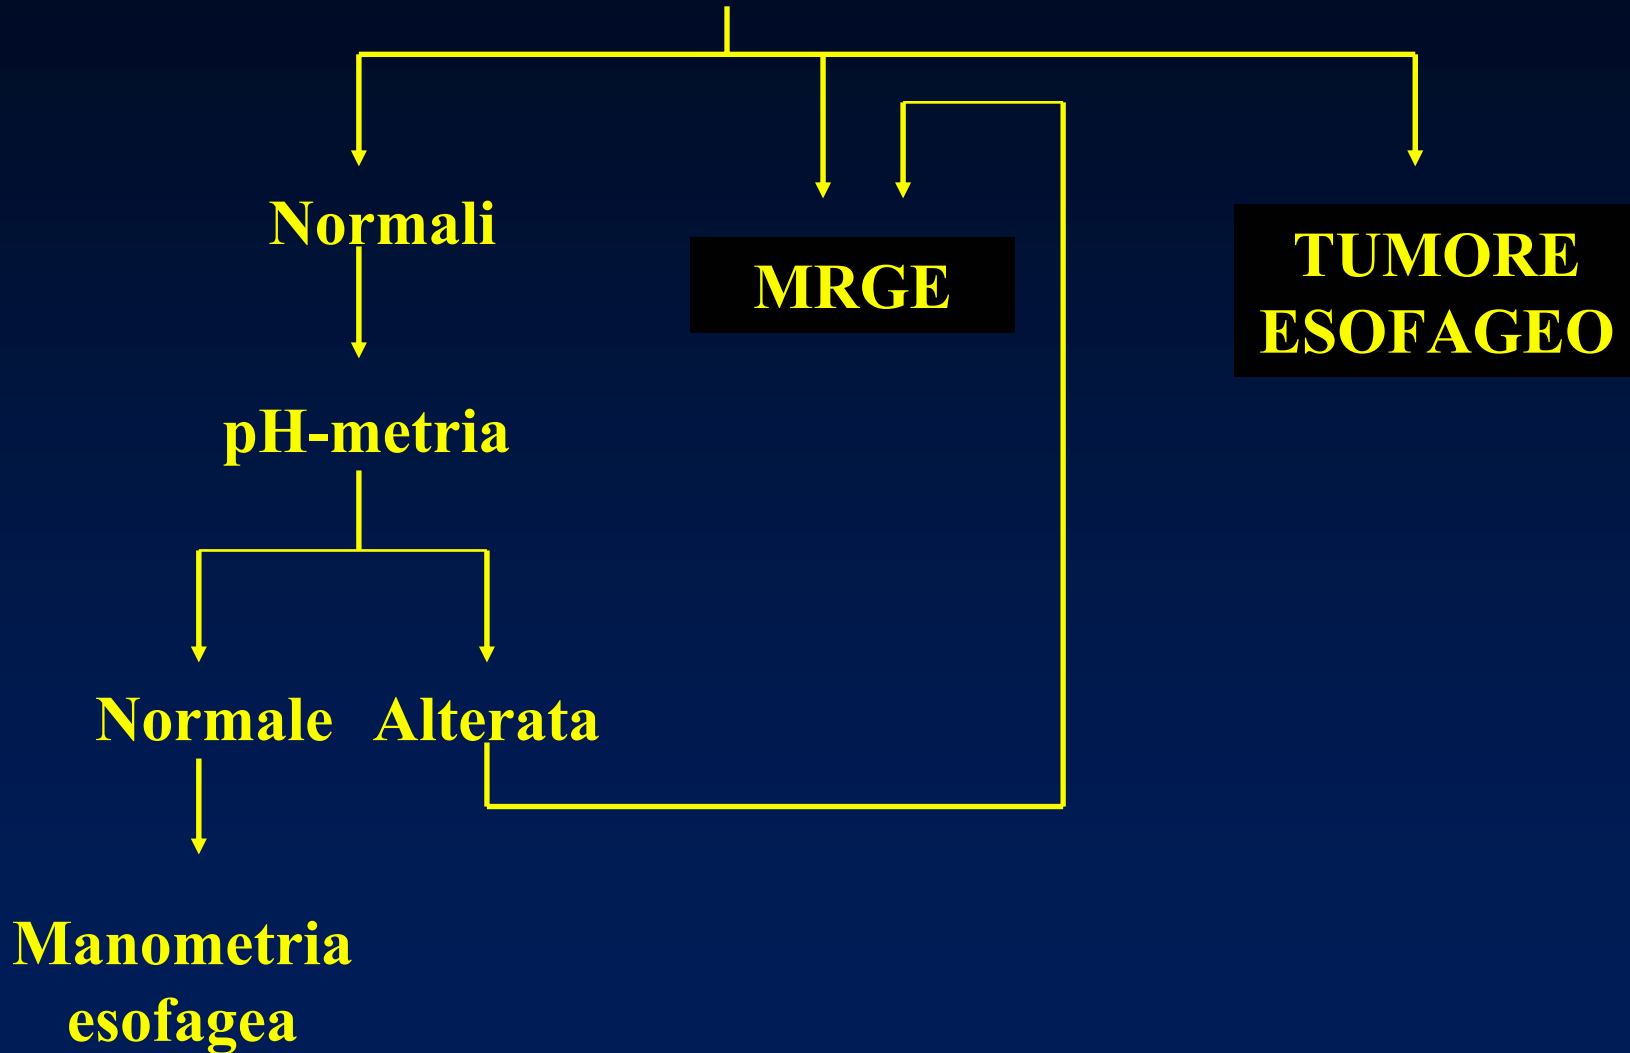 Normali
MRGE
TUMORE
ESOFAGEO
pH-metria
Normale
Alterata
Manometria
esofagea